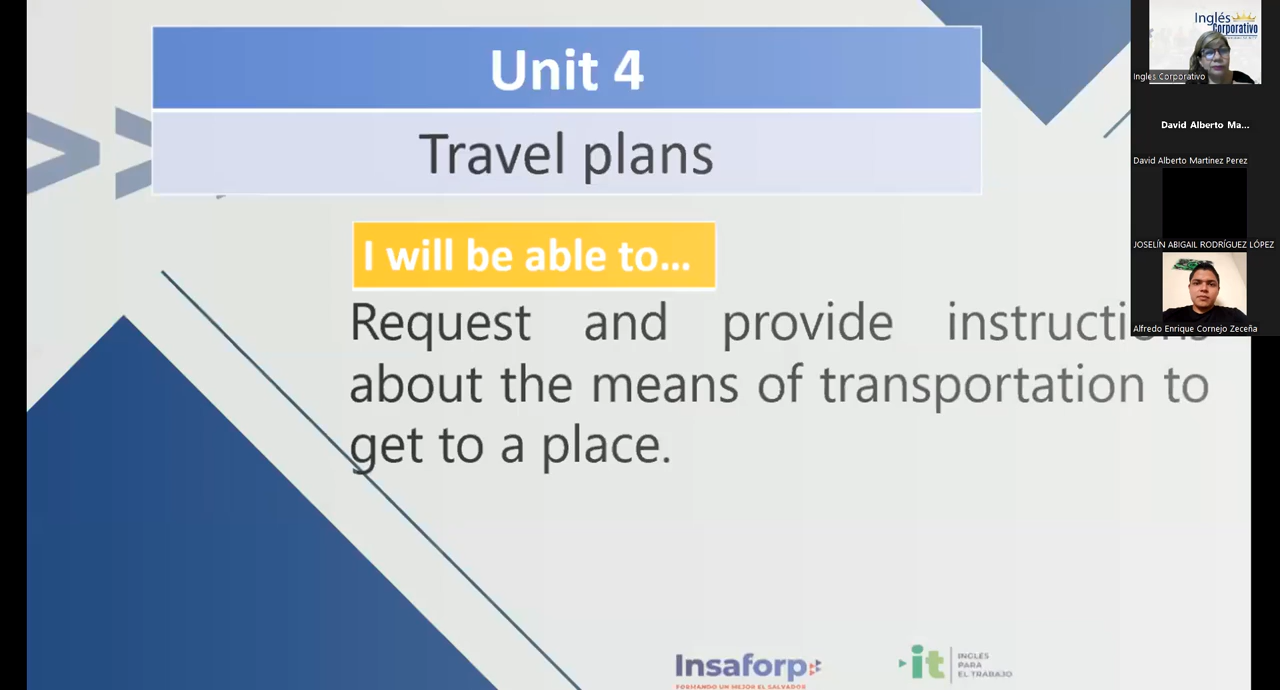 Unit 4
Travel plans
I will be able to...
Request and provide instructions
about the means of transportation to
get to a place.
Insaforp
FORMANDO UN MEJOR EL SALVADOR
it
INGLÉS
PARA
EL TRABAJO
Inglés
Corporativo
Ingles Corporativo
David Alberto Ma...
David Alberto Martinez Perez
JOSELÍN ABIGAIL RODRÍGUEZ LÓPEZ
Alfredo Enrique Cornejo Zeceña